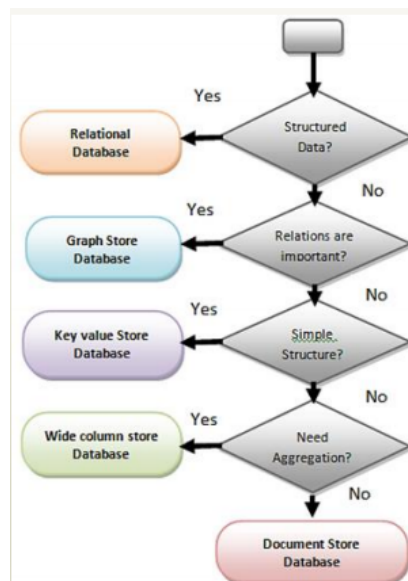 Yes
Structured
Data?
Relational
Database
No
Yes
Relations are
important?
Graph Store
Database
No
Yes
Simple
Structure?
Key value Store
Database
No
Yes
Need
Aggregation?
Wide column store
Database
No
Document Store
Database